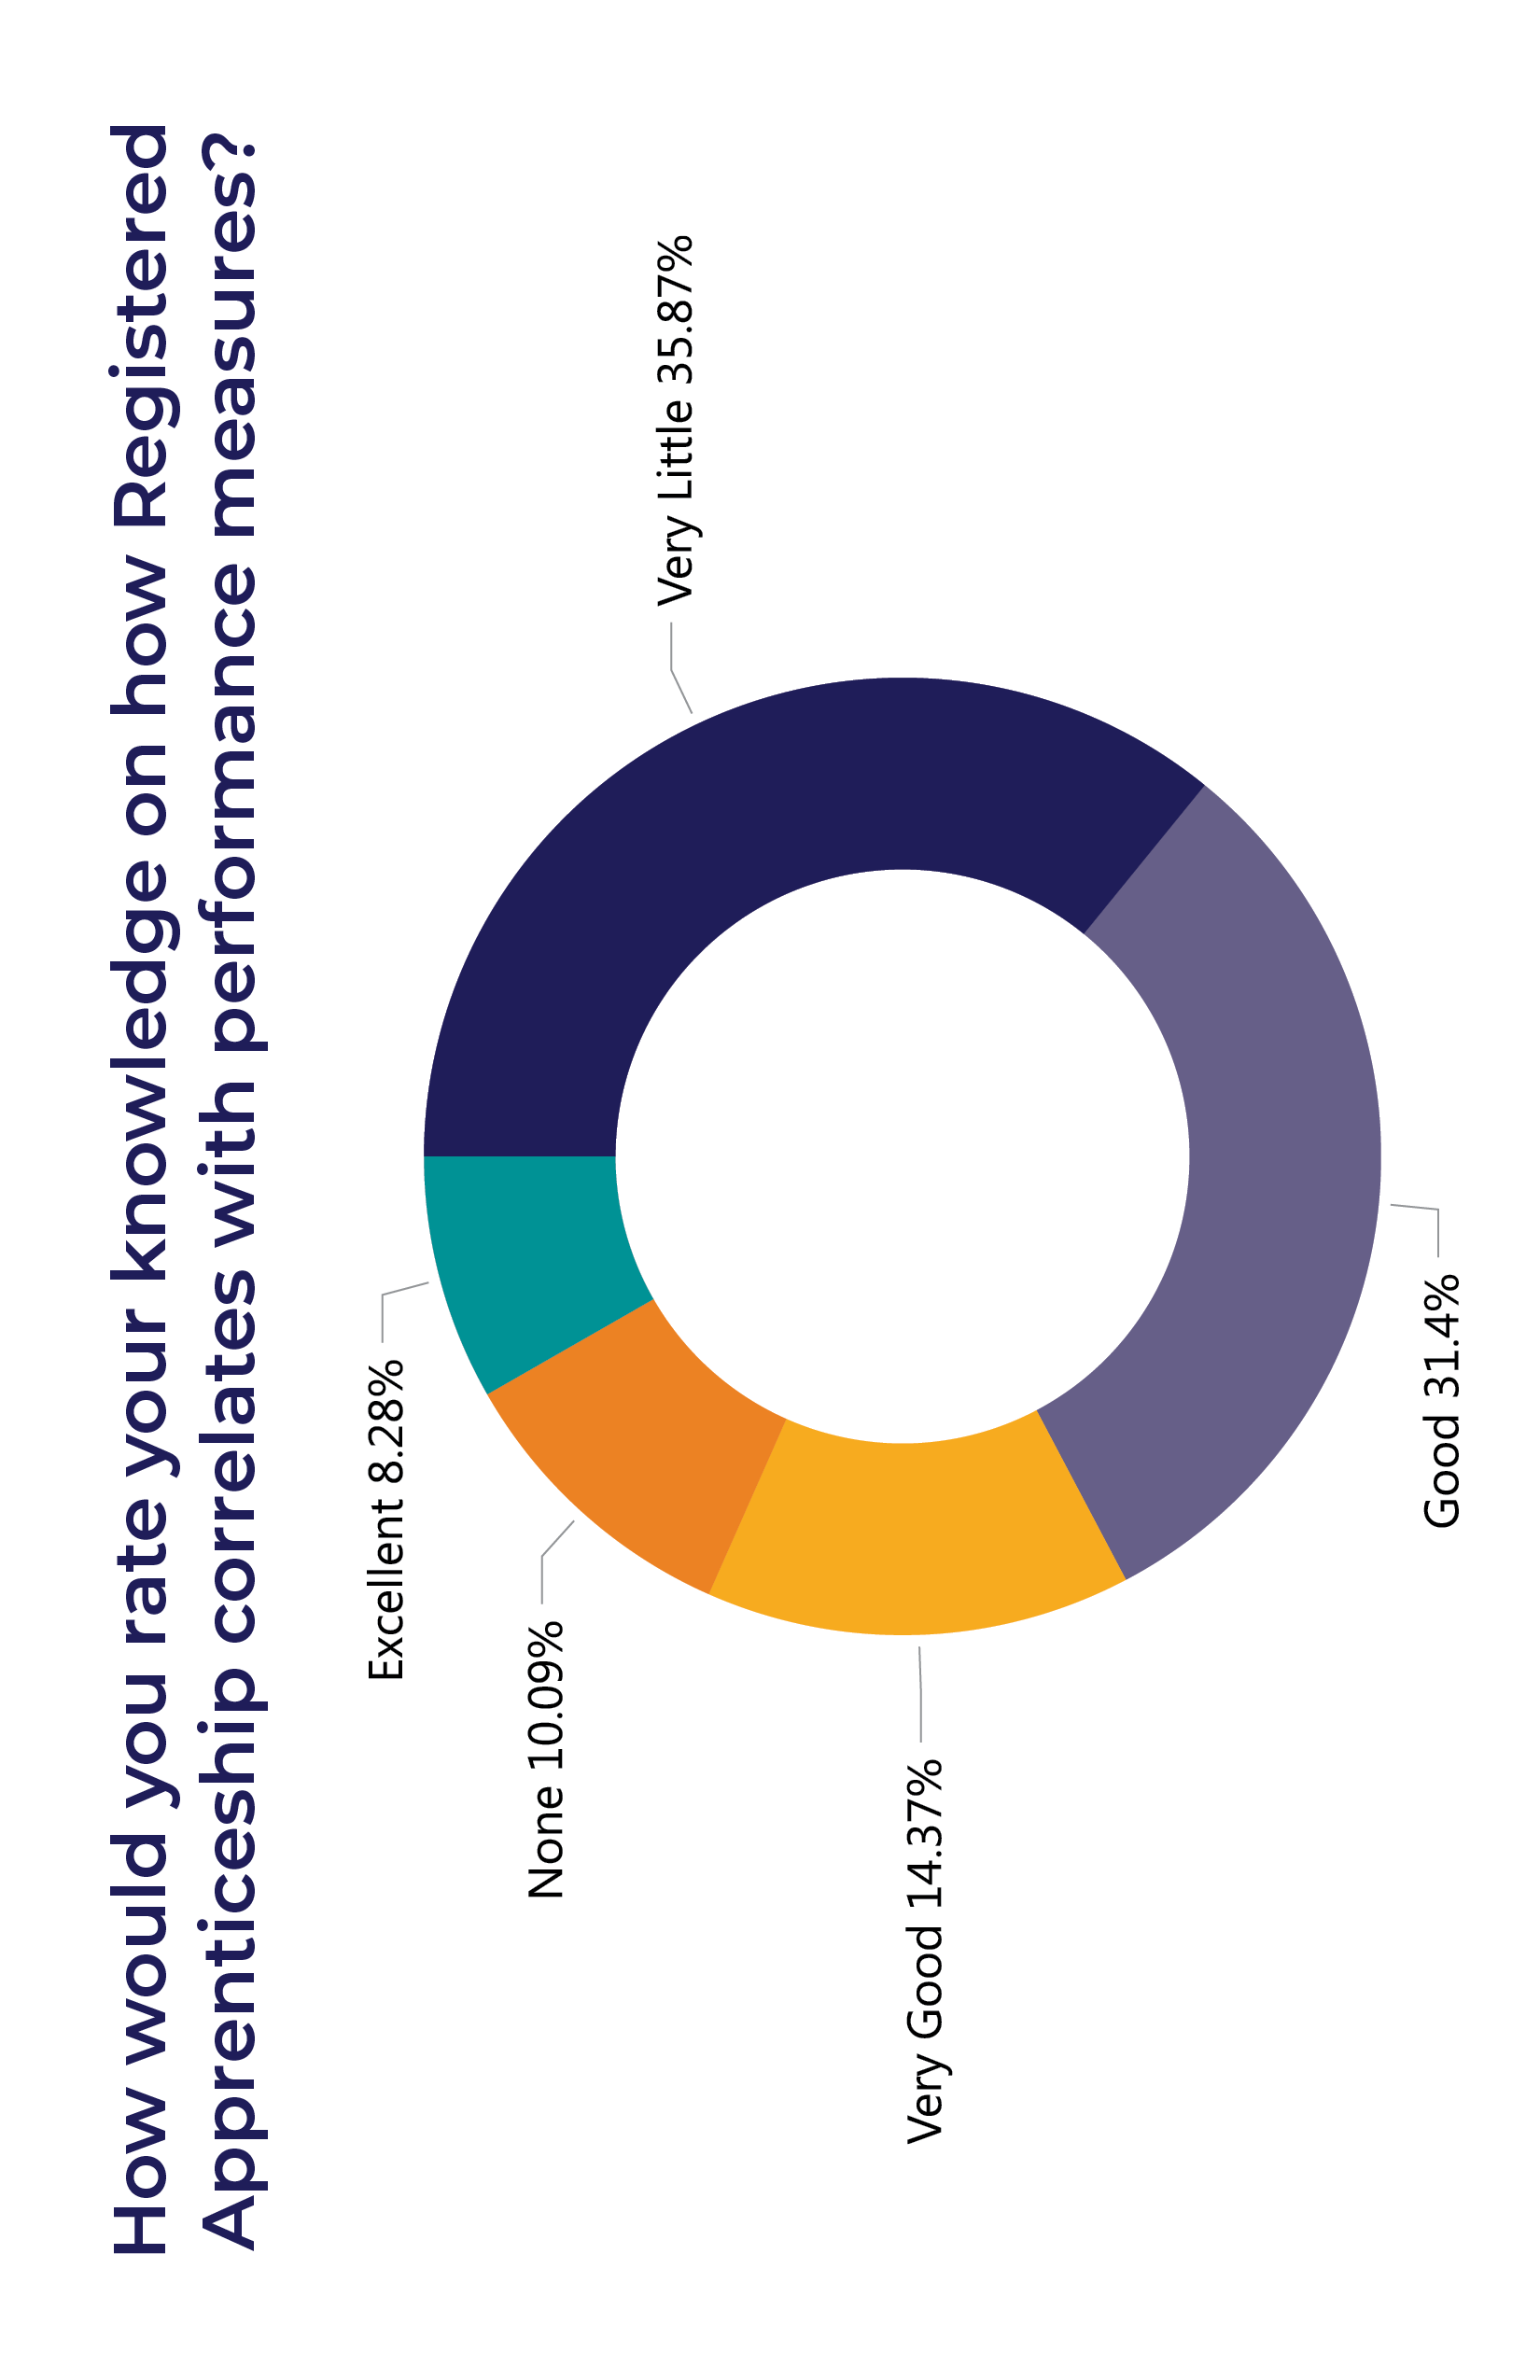 How would you rate your knowledge on how Registered
Apprenticeship correlates with performance measures?
Excellent 8.28%
None 10.09%
Very Little 35.87%
Very Good 14.37%
Good 31.4%